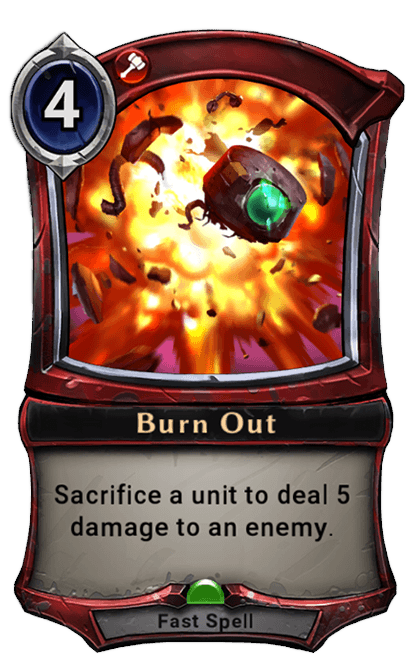 4
Burn Out
Sacrifice a unit to deal 5
damage to an enemy.
Fast Spell